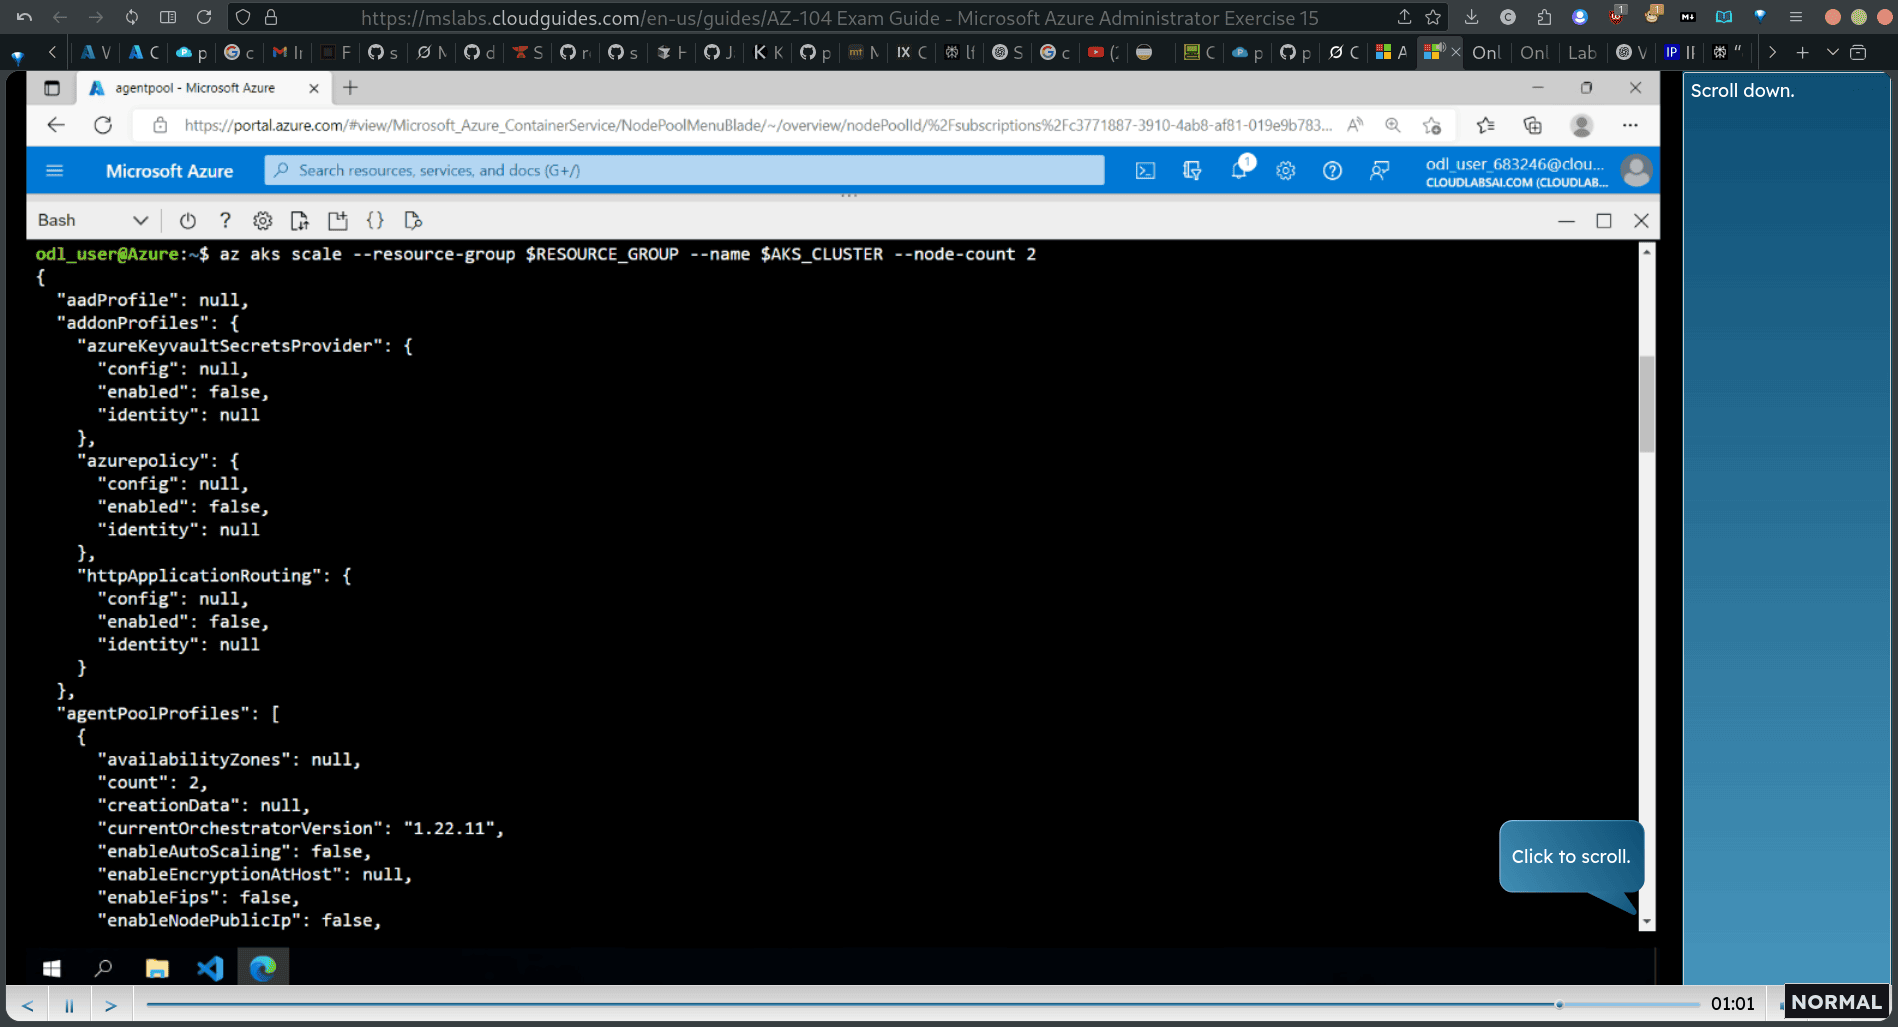 https://mslabs.cloudguides.com/en-us/guides/AZ-104 Exam Guide - Microsoft Azure Administrator Exercise 15
Onl
Onl
Lab
agentpool - Microsoft Azure
https://portal.azure.com/#view/Microsoft_Azure_ContainerService/NodePoolMenuBlade/~/overview/nodePoolId/%2Fsubscriptions%2Fc3771887-3910-4ab8-af81-019e9b783...
Microsoft Azure
Search resources, services, and docs (G+/)
1
odl_user_683246@clou...
CLOUDLABSAI.COM (CLOUDLAB...
Bash
odl_user@Azure:~$ az aks scale --resource-group $RESOURCE_GROUP --name $AKS_CLUSTER --node-count 2
{
"aadProfile": null,
"addonProfiles": {
"azureKeyvaultSecretsProvider": {
"config": null,
"enabled": false,
"identity": null
},
"azurepolicy": {
"config": null,
"enabled": false,
"identity": null
},
"httpApplicationRouting": {
"config": null,
"enabled": false,
"identity": null
}
},
"agentPoolProfiles": [
{
"availabilityZones": null,
"count": 2,
"creationData": null,
"currentOrchestratorVersion": "1.22.11",
"enableAutoScaling": false,
"enableEncryptionAtHost": null,
"enableFips": false,
"enableNodePublicIp": false,
Click to scroll.
Scroll down.
01:01
NORMAL